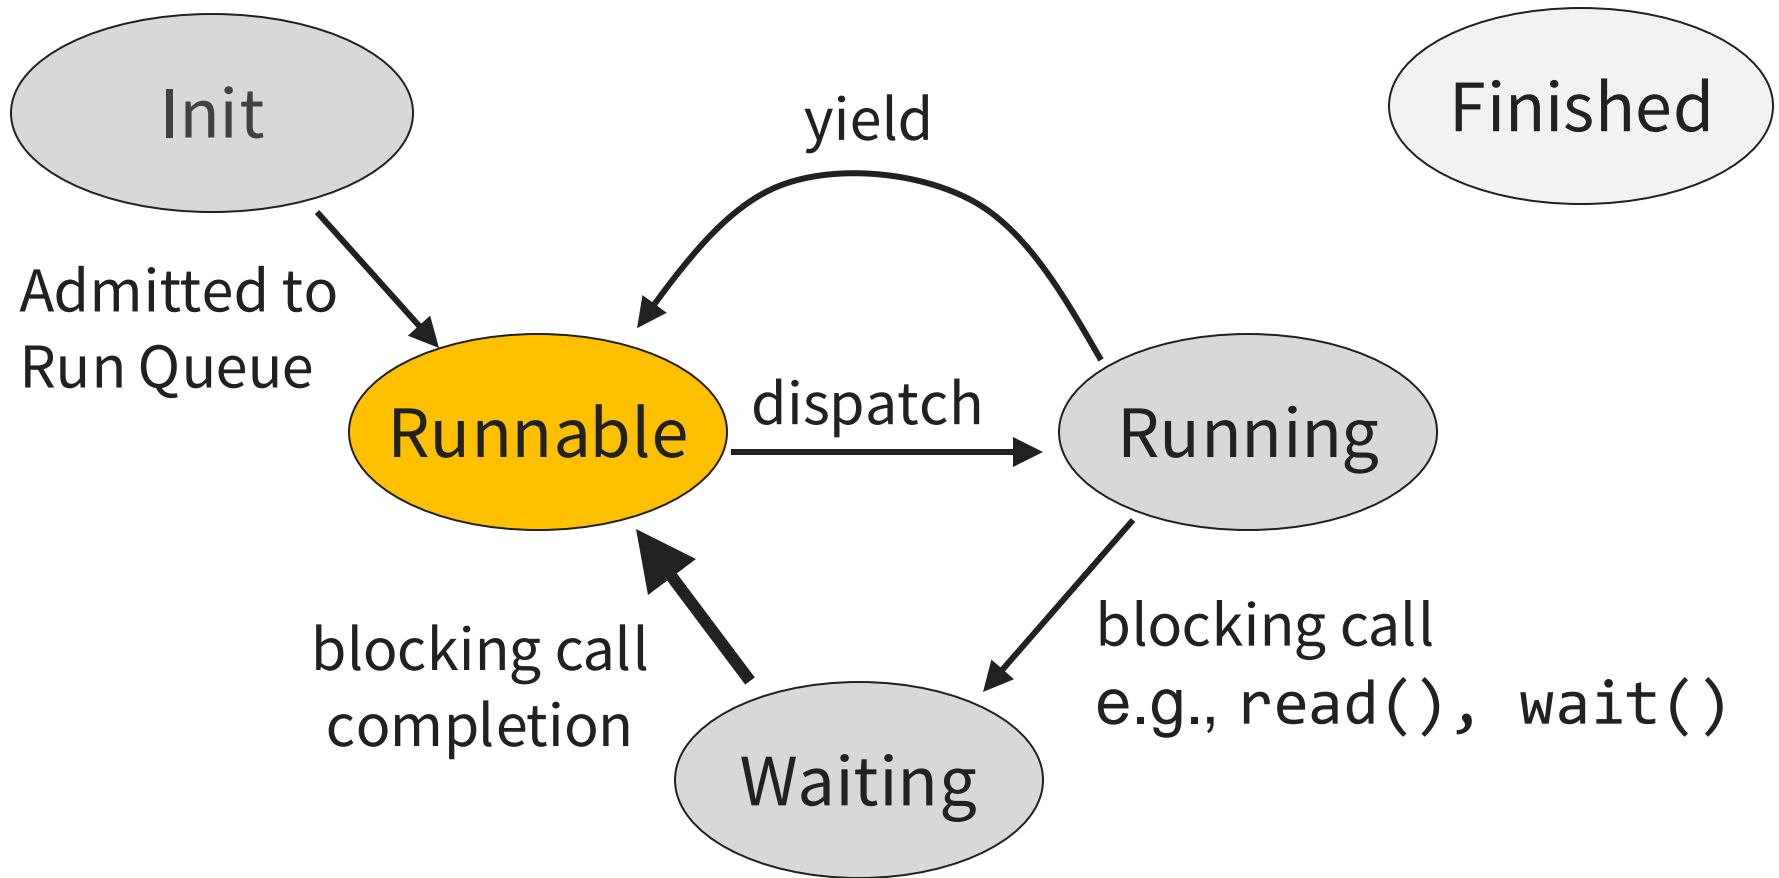 Init
Finished
yield
Admitted to
Run Queue
dispatch
Runnable
Running
blocking call
completion
blocking call
e.g., read(), wait()
Waiting